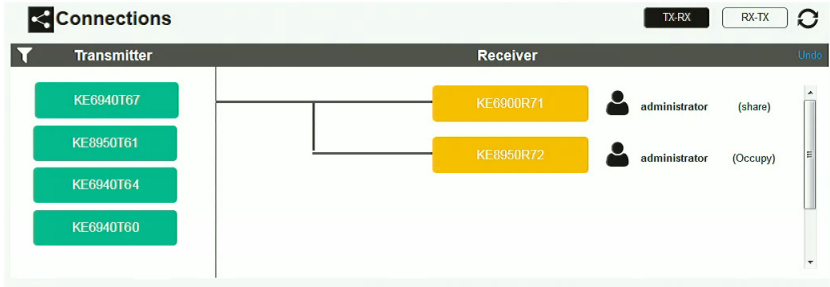 Connections
TX-RX
RX-TX
Transmitter
Receiver
Undo
KE6940T67
KE6900R71
administrator
(share)
KE8950T61
KE8950R72
administrator
(Occupy)
KE6940T64
KE6940T60